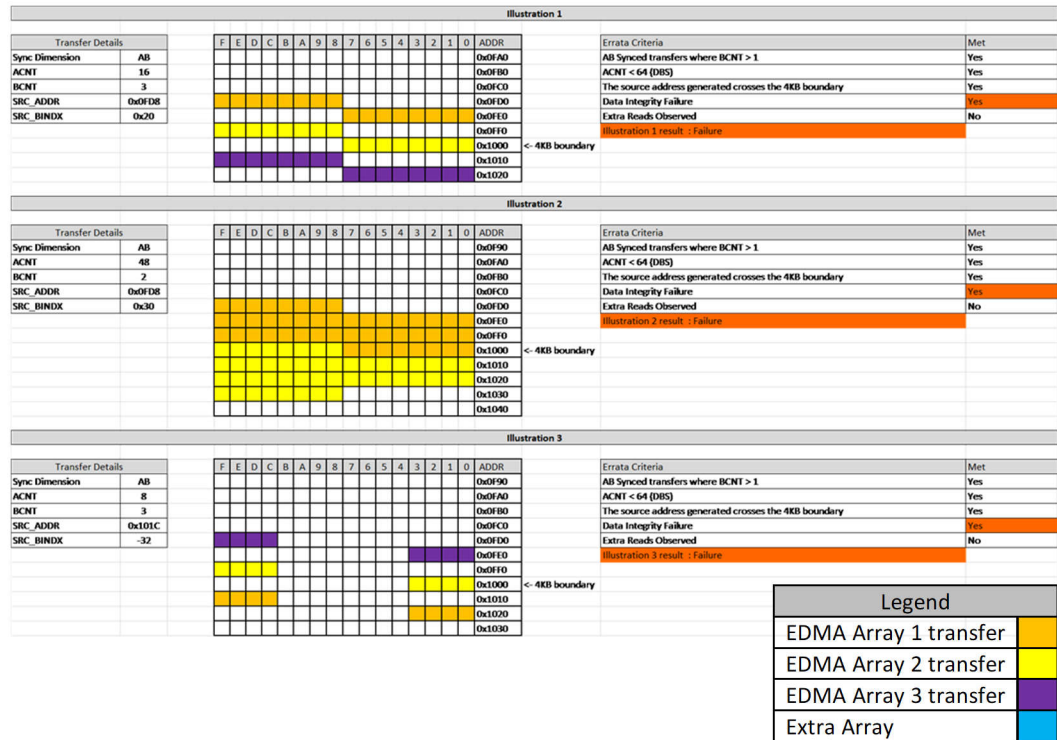 Illustration 1
Transfer Details F E D C B A 9 8 7 6 5 4 3 2 1 0 ADDR Errata Criteria Met
Sync Dimension AB 0x0FA0 AB Synced transfers where BCNT > 1 Yes
ACNT 16 0x0FB0 ACNT < 64 (DBS) Yes
BCNT 3 0x0FC0 The source address generated crosses the 4KB boundary Yes
SRC_ADDR 0x0FD8 0x0FD0 Data Integrity Failure Yes
SRC_BINDX 0x20 0x0FE0 Extra Reads Observed No
0x0FF0 Illustration 1 result : Failure
0x1000 <- 4KB boundary
0x1010
0x1020
Illustration 2
Transfer Details F E D C B A 9 8 7 6 5 4 3 2 1 0 ADDR Errata Criteria Met
Sync Dimension AB 0x0F90 AB Synced transfers where BCNT > 1 Yes
ACNT 48 0x0FA0 ACNT < 64 (DBS) Yes
BCNT 2 0x0FB0 The source address generated crosses the 4KB boundary Yes
SRC_ADDR 0x0FD8 0x0FC0 Data Integrity Failure Yes
SRC_BINDX 0x30 0x0FD0 Extra Reads Observed No
0x0FE0 Illustration 2 result : Failure
0x0FF0
0x1000 <- 4KB boundary
0x1010
0x1020
0x1030
0x1040
Illustration 3
Transfer Details F E D C B A 9 8 7 6 5 4 3 2 1 0 ADDR Errata Criteria Met
Sync Dimension AB 0x0F90 AB Synced transfers where BCNT > 1 Yes
ACNT 8 0x0FA0 ACNT < 64 (DBS) Yes
BCNT 3 0x0FB0 The source address generated crosses the 4KB boundary Yes
SRC_ADDR 0x101C 0x0FC0 Data Integrity Failure Yes
SRC_BINDX -32 0x0FD0 Extra Reads Observed No
0x0FE0 Illustration 3 result : Failure
0x0FF0
0x1000 <- 4KB boundary
0x1010
0x1020
0x1030
Legend
EDMA Array 1 transfer
EDMA Array 2 transfer
EDMA Array 3 transfer
Extra Array